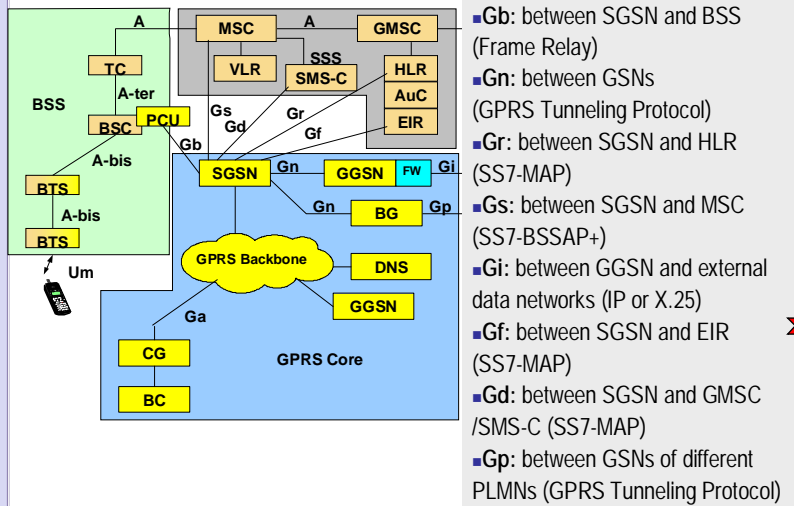 A
MSC
A
GMSC
TC
VLR
SSS
SMS-C
HLR
A-ter
AuC
BSS
Gs
Gr
BSC
PCU
Gd
Gf
EIR
Gb
A-bis
SGSN
Gn
GGSN
FW
Gi
BTS
Gn
BG
Gp
A-bis
BTS
GPRS Backbone
DNS
Um
GGSN
Ga
CG
GPRS Core
BC
▪Gb: between SGSN and BSS
(Frame Relay)
▪Gn: between GSNs
(GPRS Tunneling Protocol)
▪Gr: between SGSN and HLR
(SS7-MAP)
▪Gs: between SGSN and MSC
(SS7-BSSAP+)
▪Gi: between GGSN and external
data networks (IP or X.25)
▪Gf: between SGSN and EIR
(SS7-MAP)
▪Gd: between SGSN and GMSC
/SMS-C (SS7-MAP)
▪Gp: between GSNs of different
PLMNs (GPRS Tunneling Protocol)